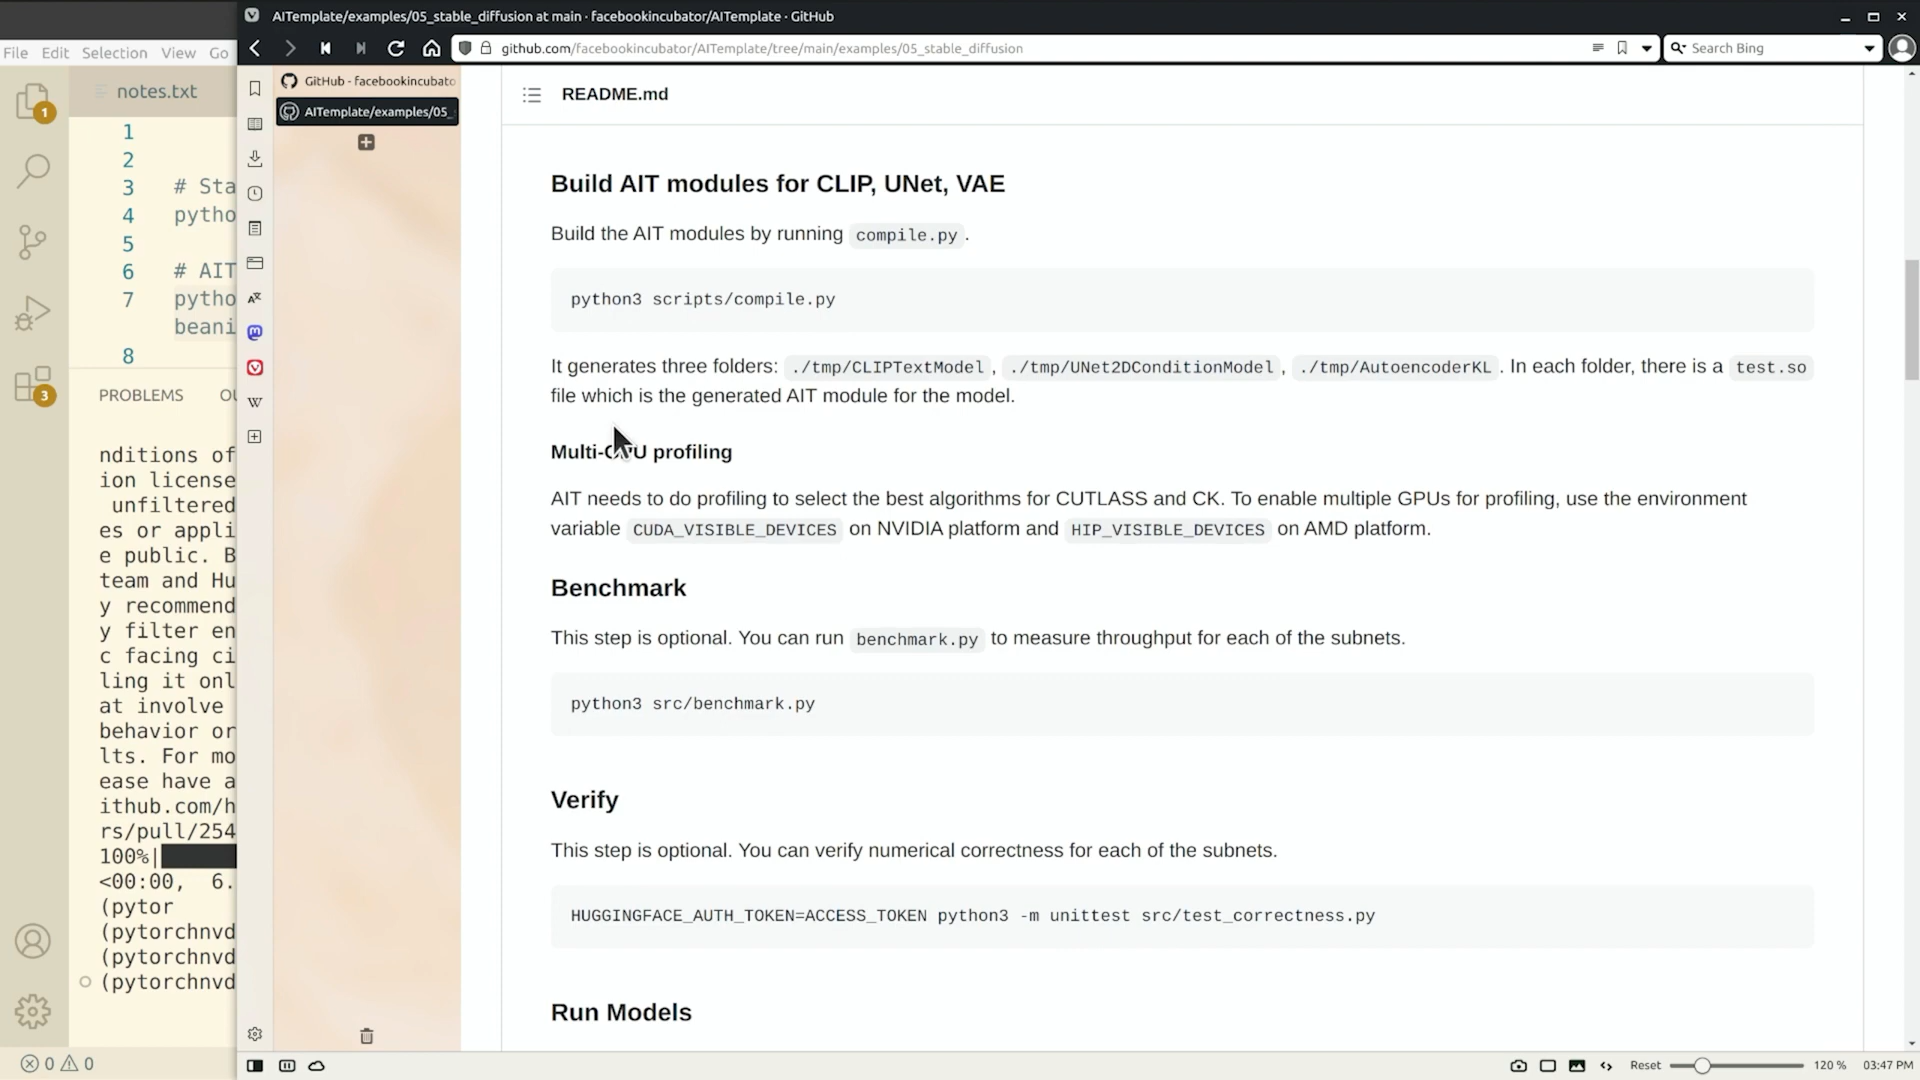 AITemplate/examples/05_stable_diffusion at main · facebookincubator/AITemplate · GitHub
File Edit Selection View Go
github.com/facebookincubator/AITemplate/tree/main/examples/05_stable_diffusion
Search Bing
GitHub - facebookincubato
AITemplate/examples/05_
notes.txt
README.md
1
2
3 # Sta
4 pytho
5
6 # AIT
7 pytho
beani
8
1
3
PROBLEMS OU
nditions of
ion license
unfiltered
es or appli
e public. B
team and Hu
y recommend
y filter en
c facing ci
ling it onl
at involve
behavior or
lts. For mo
ease have a
ithub.com/h
rs/pull/254
100%|
<00:00, 6.
(pytor
(pytorchnvd
(pytorchnvd
(pytorchnvd
0 0
Build AIT modules for CLIP, UNet, VAE
Build the AIT modules by running compile.py .
python3 scripts/compile.py
It generates three folders: ./tmp/CLIPTextModel , ./tmp/UNet2DConditionModel , ./tmp/AutoencoderKL . In each folder, there is a test.so
file which is the generated AIT module for the model.
Multi-GPU profiling
AIT needs to do profiling to select the best algorithms for CUTLASS and CK. To enable multiple GPUs for profiling, use the environment
variable CUDA_VISIBLE_DEVICES on NVIDIA platform and HIP_VISIBLE_DEVICES on AMD platform.
Benchmark
This step is optional. You can run benchmark.py to measure throughput for each of the subnets.
python3 src/benchmark.py
Verify
This step is optional. You can verify numerical correctness for each of the subnets.
HUGGINGFACE_AUTH_TOKEN=ACCESS_TOKEN python3 -m unittest src/test_correctness.py
Run Models
Reset 120 % 03:47 PM